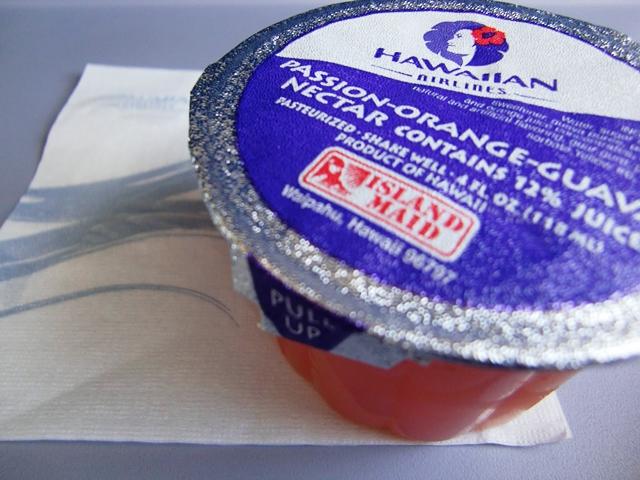 HAWAIIAN
AIRLINES
PASSION-ORANGE-GUAV
NECTAR CONTAINS 12% JUICE
PASTEURIZED · SHAKE WELL · 4 FL. OZ. (118 ML)
PRODUCT OF HAWAII
ISLAND
MAID
Waipahu, Hawaii 96797
PULL
UP